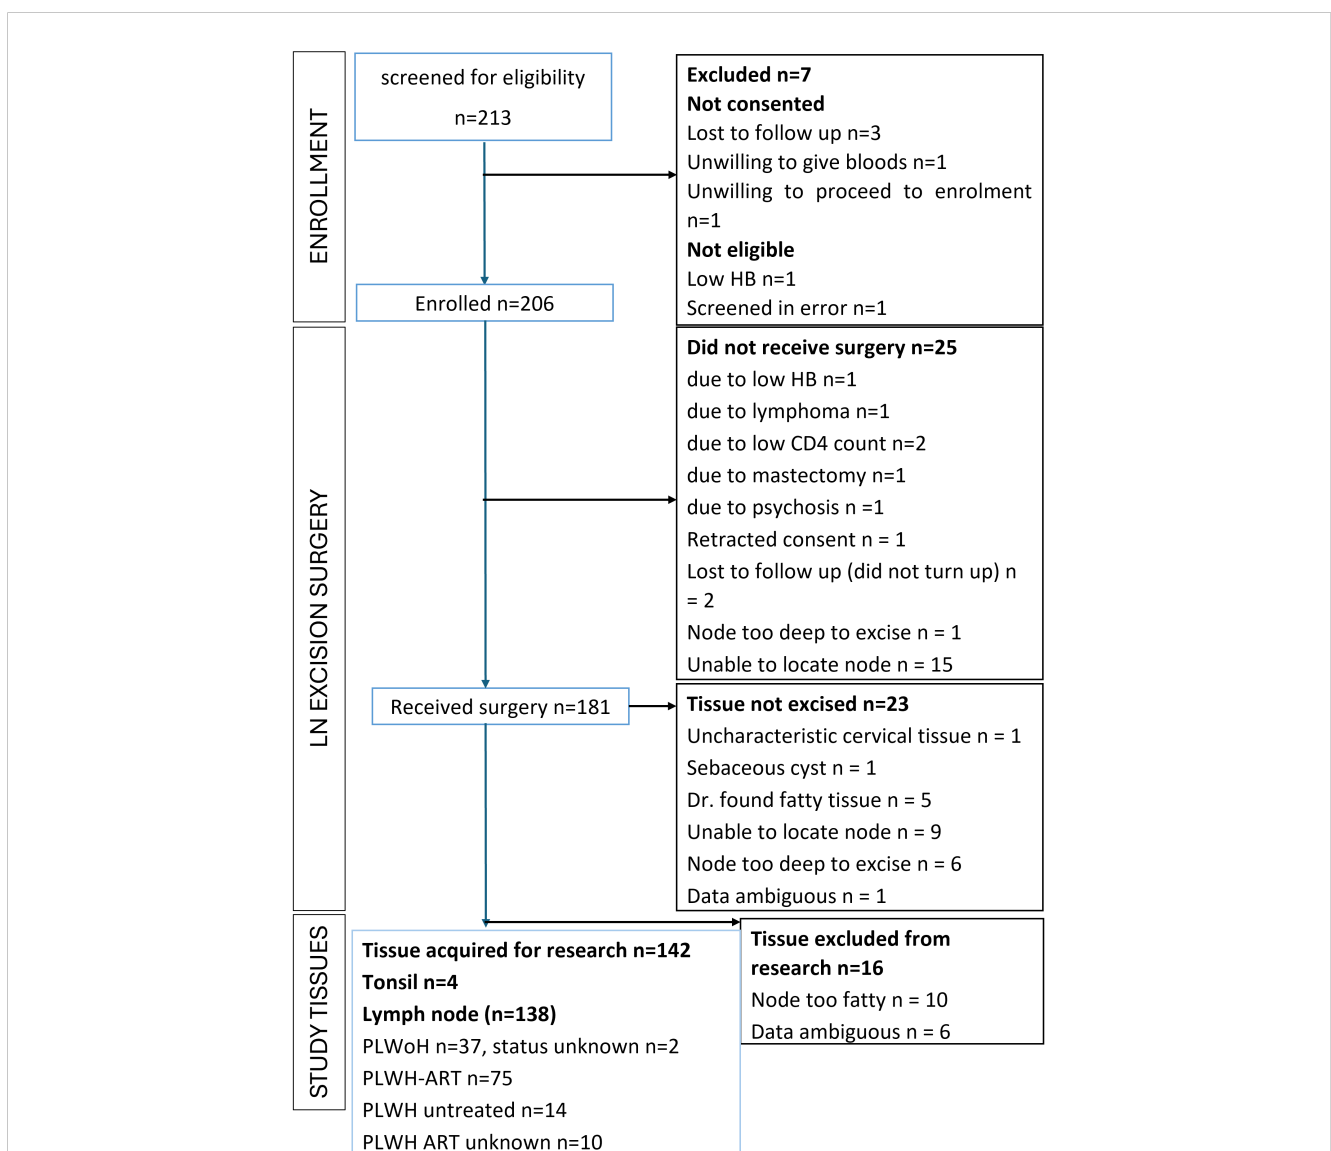 ENROLLMENT
screened for eligibility
n=213
Excluded n=7
Not consented
Lost to follow up n=3
Unwilling to give bloods n=1
Unwilling to proceed to enrolment
n=1
Not eligible
Low HB n=1
Screened in error n=1
Enrolled n=206
LN EXCISION SURGERY
Did not receive surgery n=25
due to low HB n=1
due to lymphoma n=1
due to low CD4 count n=2
due to mastectomy n=1
due to psychosis n =1
Retracted consent n = 1
Lost to follow up (did not turn up) n
= 2
Node too deep to excise n = 1
Unable to locate node n = 15
Received surgery n=181
Tissue not excised n=23
Uncharacteristic cervical tissue n = 1
Sebaceous cyst n = 1
Dr. found fatty tissue n = 5
Unable to locate node n = 9
Node too deep to excise n = 6
Data ambiguous n = 1
STUDY TISSUES
Tissue acquired for research n=142
Tonsil n=4
Lymph node (n=138)
PLWoH n=37, status unknown n=2
PLWH-ART n=75
PLWH untreated n=14
PLWH ART unknown n=10
Tissue excluded from
research n=16
Node too fatty n = 10
Data ambiguous n = 6